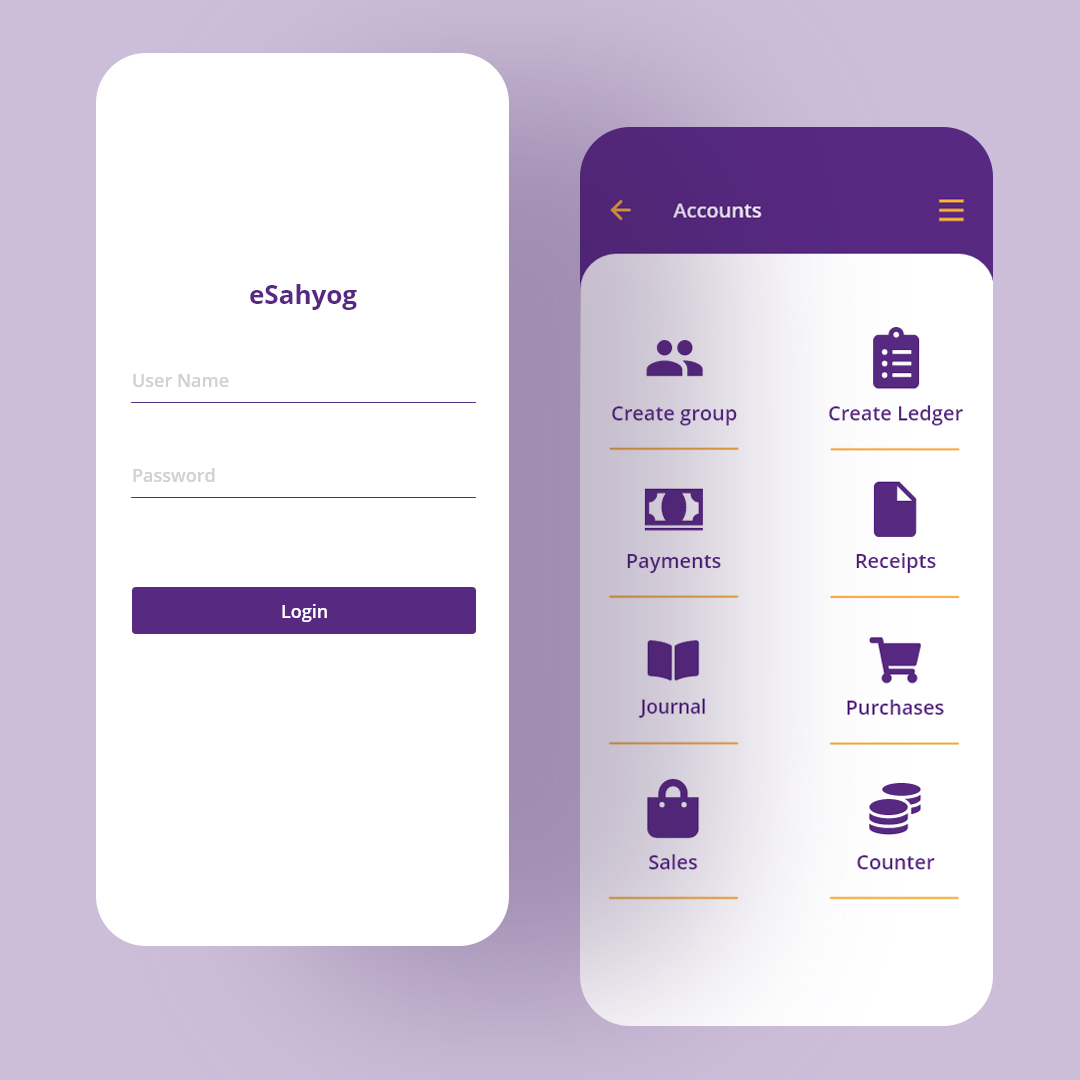 eSahyog
User Name
Password
Login
Accounts
Create group
Create Ledger
Payments
Receipts
Journal
Purchases
Sales
Counter